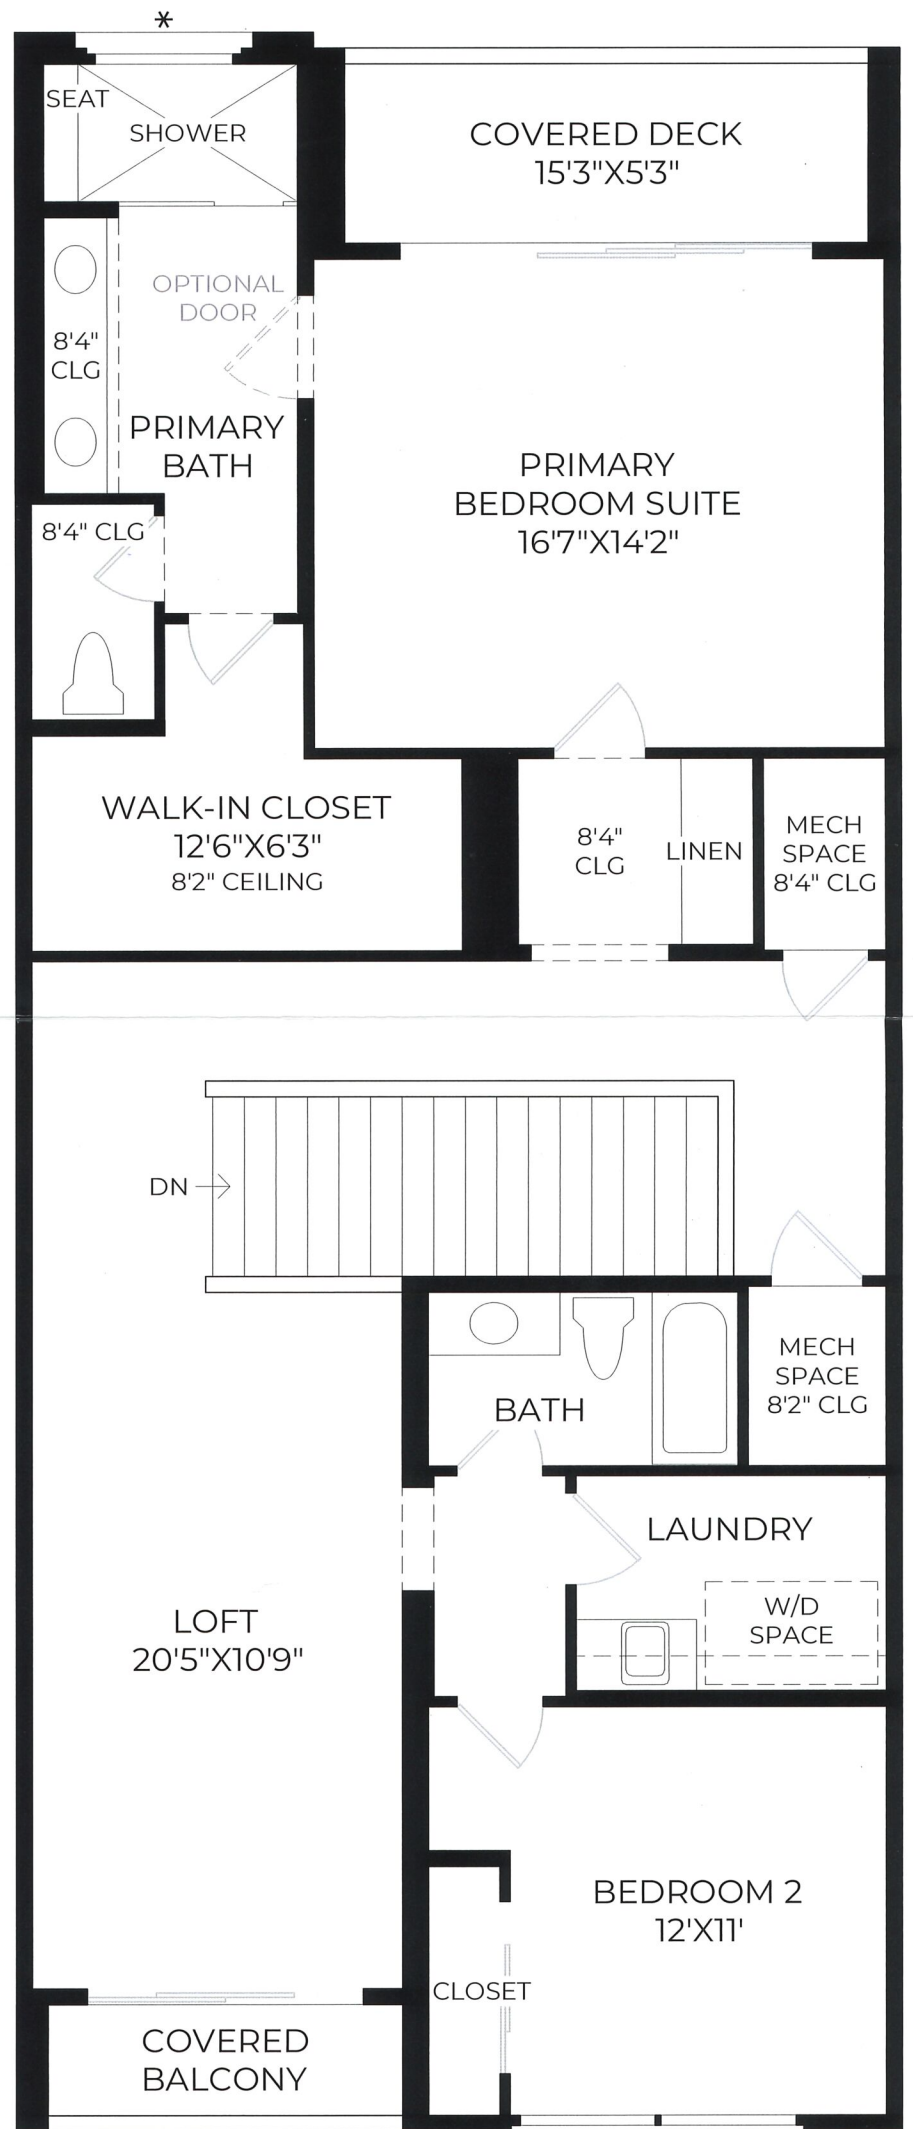 *
SEAT
SHOWER
COVERED DECK
15'3"X5'3"
OPTIONAL
DOOR
8'4"
CLG
PRIMARY
BATH
PRIMARY
BEDROOM SUITE
16'7"X14'2"
8'4" CLG
WALK-IN CLOSET
12'6"X6'3"
8'2" CEILING
8'4"
CLG
LINEN
MECH
SPACE
8'4" CLG
DN
MECH
SPACE
8'2" CLG
BATH
LAUNDRY
W/D
SPACE
LOFT
20'5"X10'9"
BEDROOM 2
12'X11'
CLOSET
COVERED
BALCONY